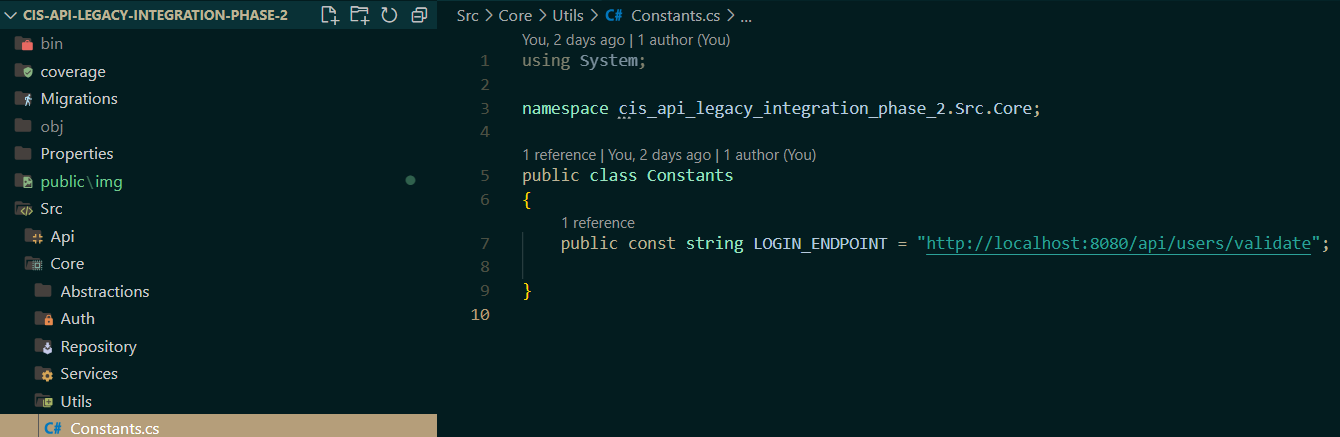 CIS-API-LEGACY-INTEGRATION-PHASE-2
bin
coverage
Migrations
obj
Properties
public\img
Src
Api
Core
Abstractions
Auth
Repository
Services
Utils
C# Constants.cs
Src > Core > Utils > C# Constants.cs > ...
You, 2 days ago | 1 author (You)
1 using System;
2
3 namespace cis_api_legacy_integration_phase_2.Src.Core;
4
1 reference | You, 2 days ago | 1 author (You)
5 public class Constants
6 {
1 reference
7 public const string LOGIN_ENDPOINT = "http://localhost:8080/api/users/validate";
8
9 }
10